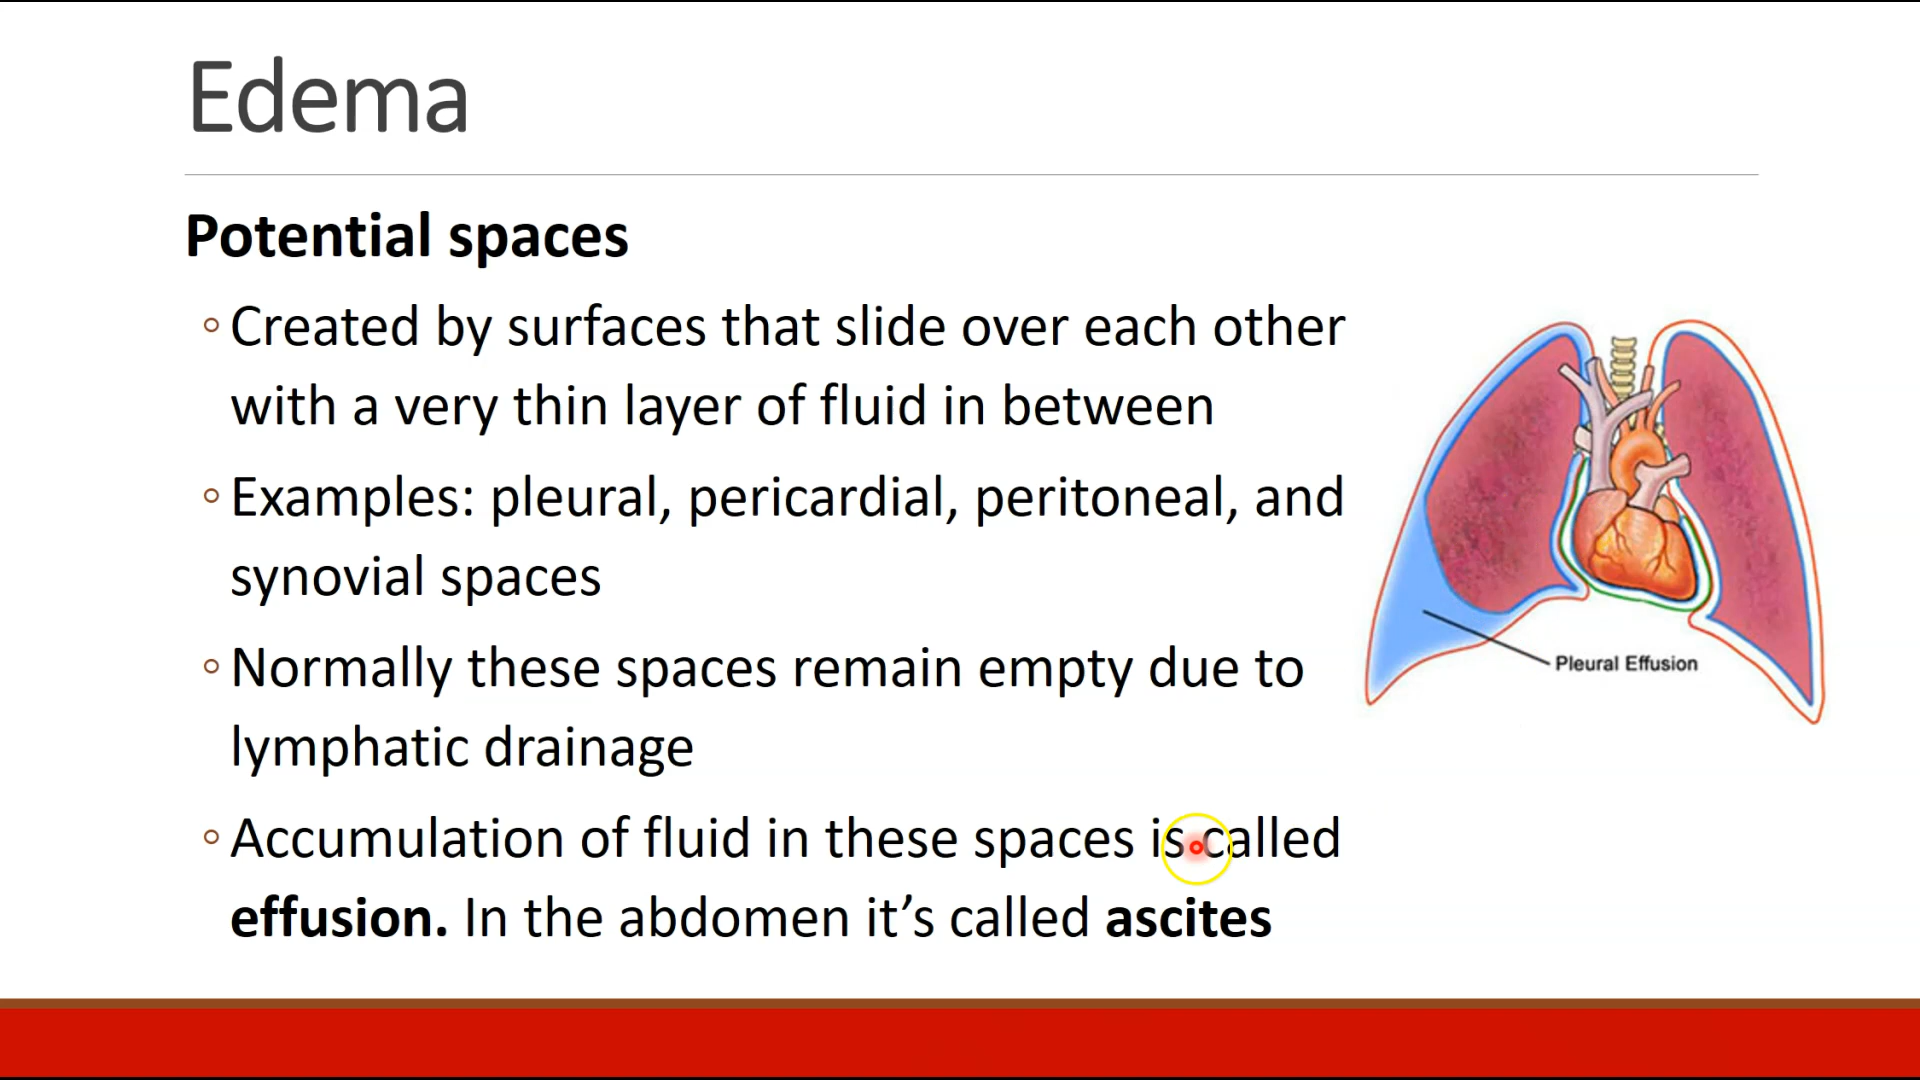 Edema
Potential spaces
◦Created by surfaces that slide over each other
with a very thin layer of fluid in between
◦Examples: pleural, pericardial, peritoneal, and
synovial spaces
◦Normally these spaces remain empty due to
lymphatic drainage
◦Accumulation of fluid in these spaces is called
effusion. In the abdomen it’s called ascites
Pleural Effusion